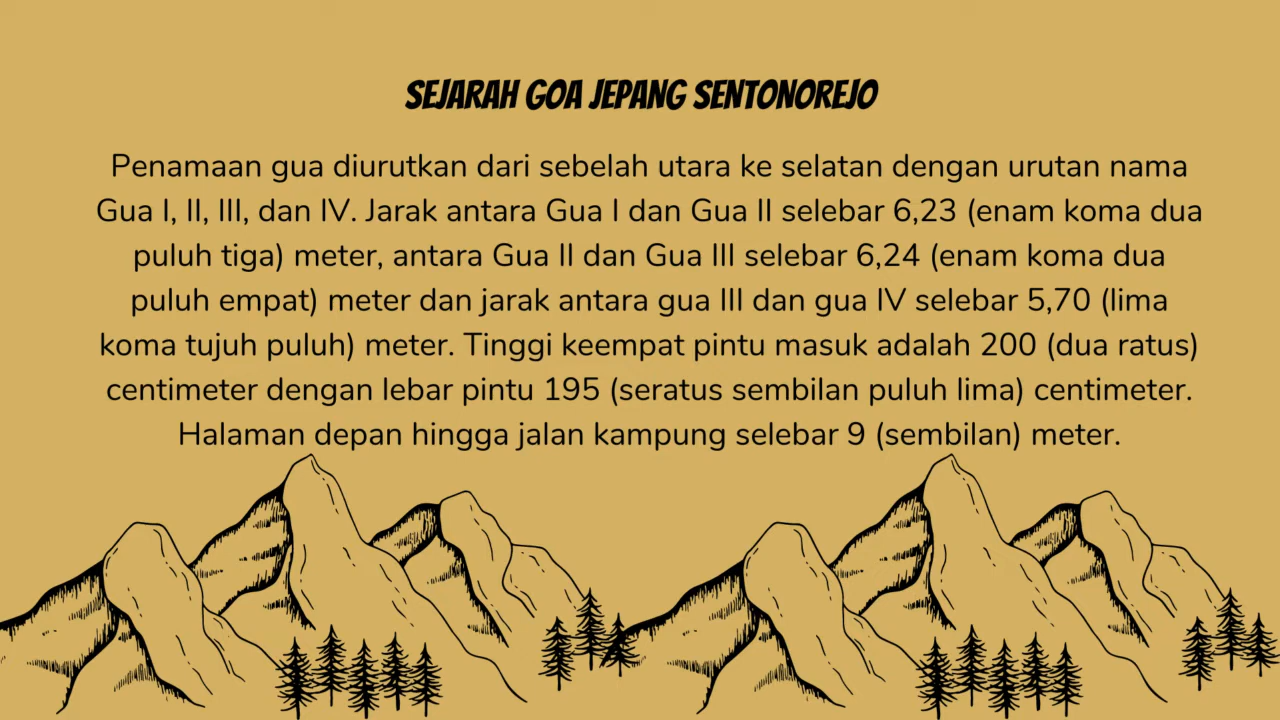 SEJARAH GOA JEPANG SENTONOREJO
Penamaan gua diurutkan dari sebelah utara ke selatan dengan urutan nama
Gua I, II, III, dan IV. Jarak antara Gua I dan Gua II selebar 6,23 (enam koma dua
puluh tiga) meter, antara Gua II dan Gua III selebar 6,24 (enam koma dua
puluh empat) meter dan jarak antara gua III dan gua IV selebar 5,70 (lima
koma tujuh puluh) meter. Tinggi keempat pintu masuk adalah 200 (dua ratus)
centimeter dengan lebar pintu 195 (seratus sembilan puluh lima) centimeter.
Halaman depan hingga jalan kampung selebar 9 (sembilan) meter.